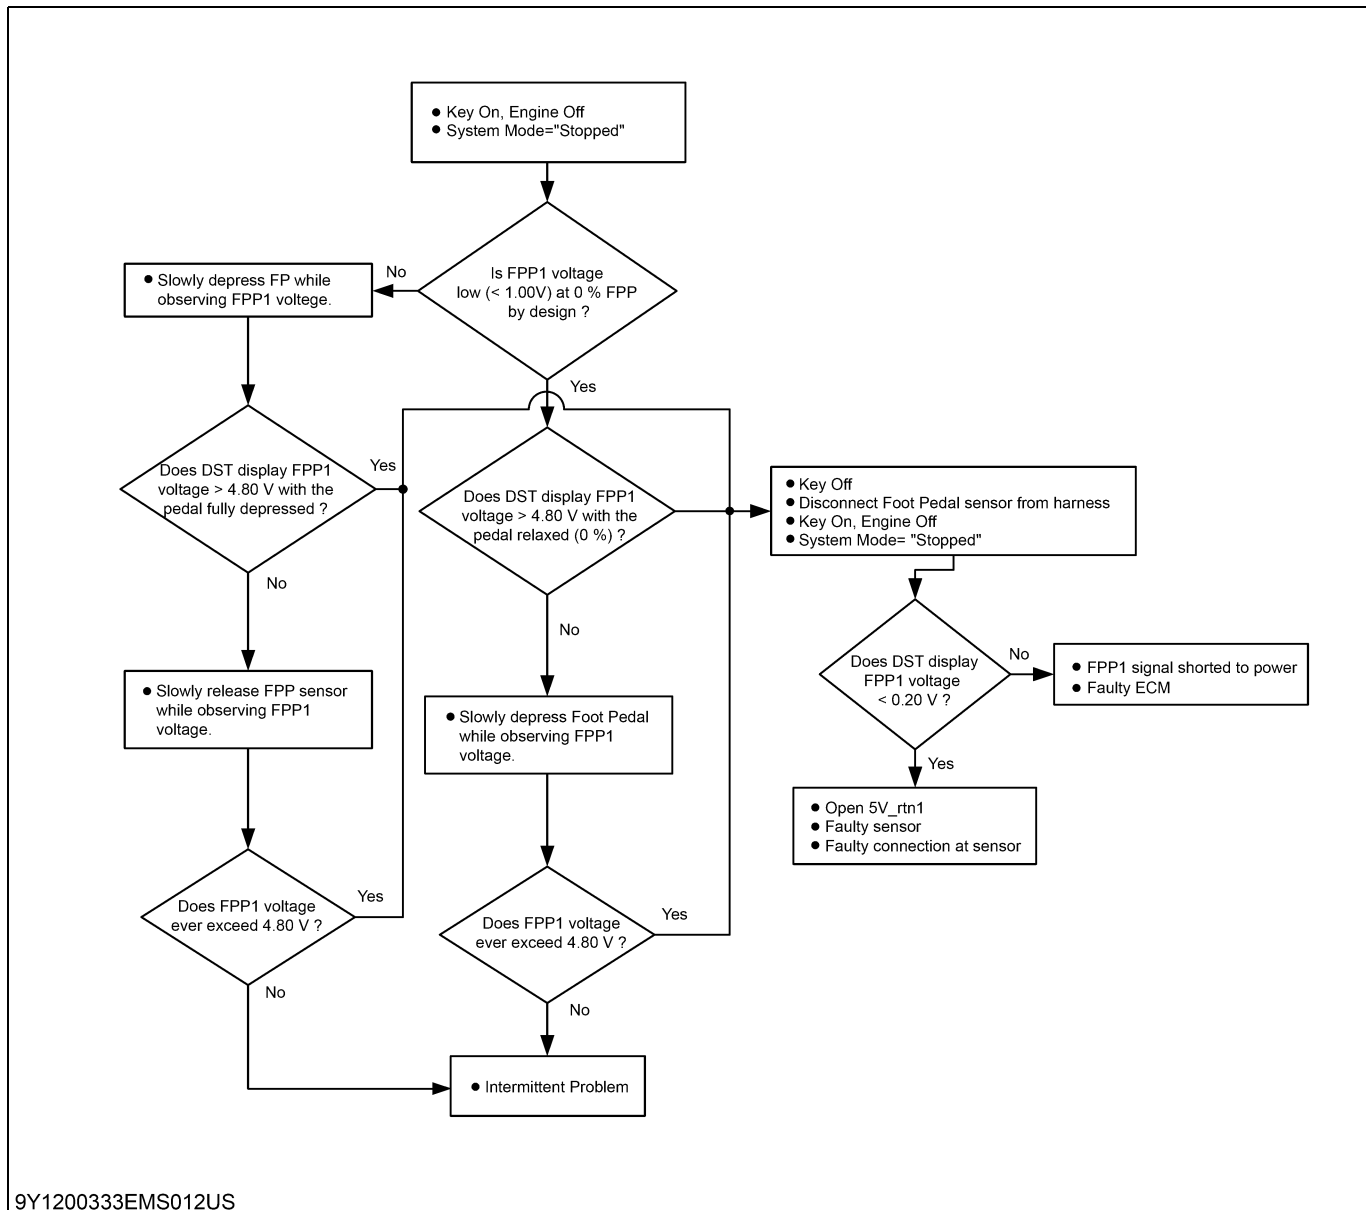 ● Key On, Engine Off
● System Mode="Stopped"
Is FPP1 voltage
low (< 1.00V) at 0 % FPP
by design ?
No
Yes
● Slowly depress FP while
observing FPP1 voltege.
Does DST display FPP1
voltage > 4.80 V with the
pedal fully depressed ?
Yes
No
● Slowly release FPP sensor
while observing FPP1
voltage.
Does FPP1 voltage
ever exceed 4.80 V ?
Yes
No
Does DST display FPP1
voltage > 4.80 V with the
pedal relaxed (0 %) ?
No
● Slowly depress Foot Pedal
while observing FPP1
voltage.
Does FPP1 voltage
ever exceed 4.80 V ?
Yes
No
● Intermittent Problem
● Key Off
● Disconnect Foot Pedal sensor from harness
● Key On, Engine Off
● System Mode= "Stopped"
Does DST display
FPP1 voltage
< 0.20 V ?
No
Yes
● FPP1 signal shorted to power
● Faulty ECM
● Open 5V_rtn1
● Faulty sensor
● Faulty connection at sensor
9Y1200333EMS012US